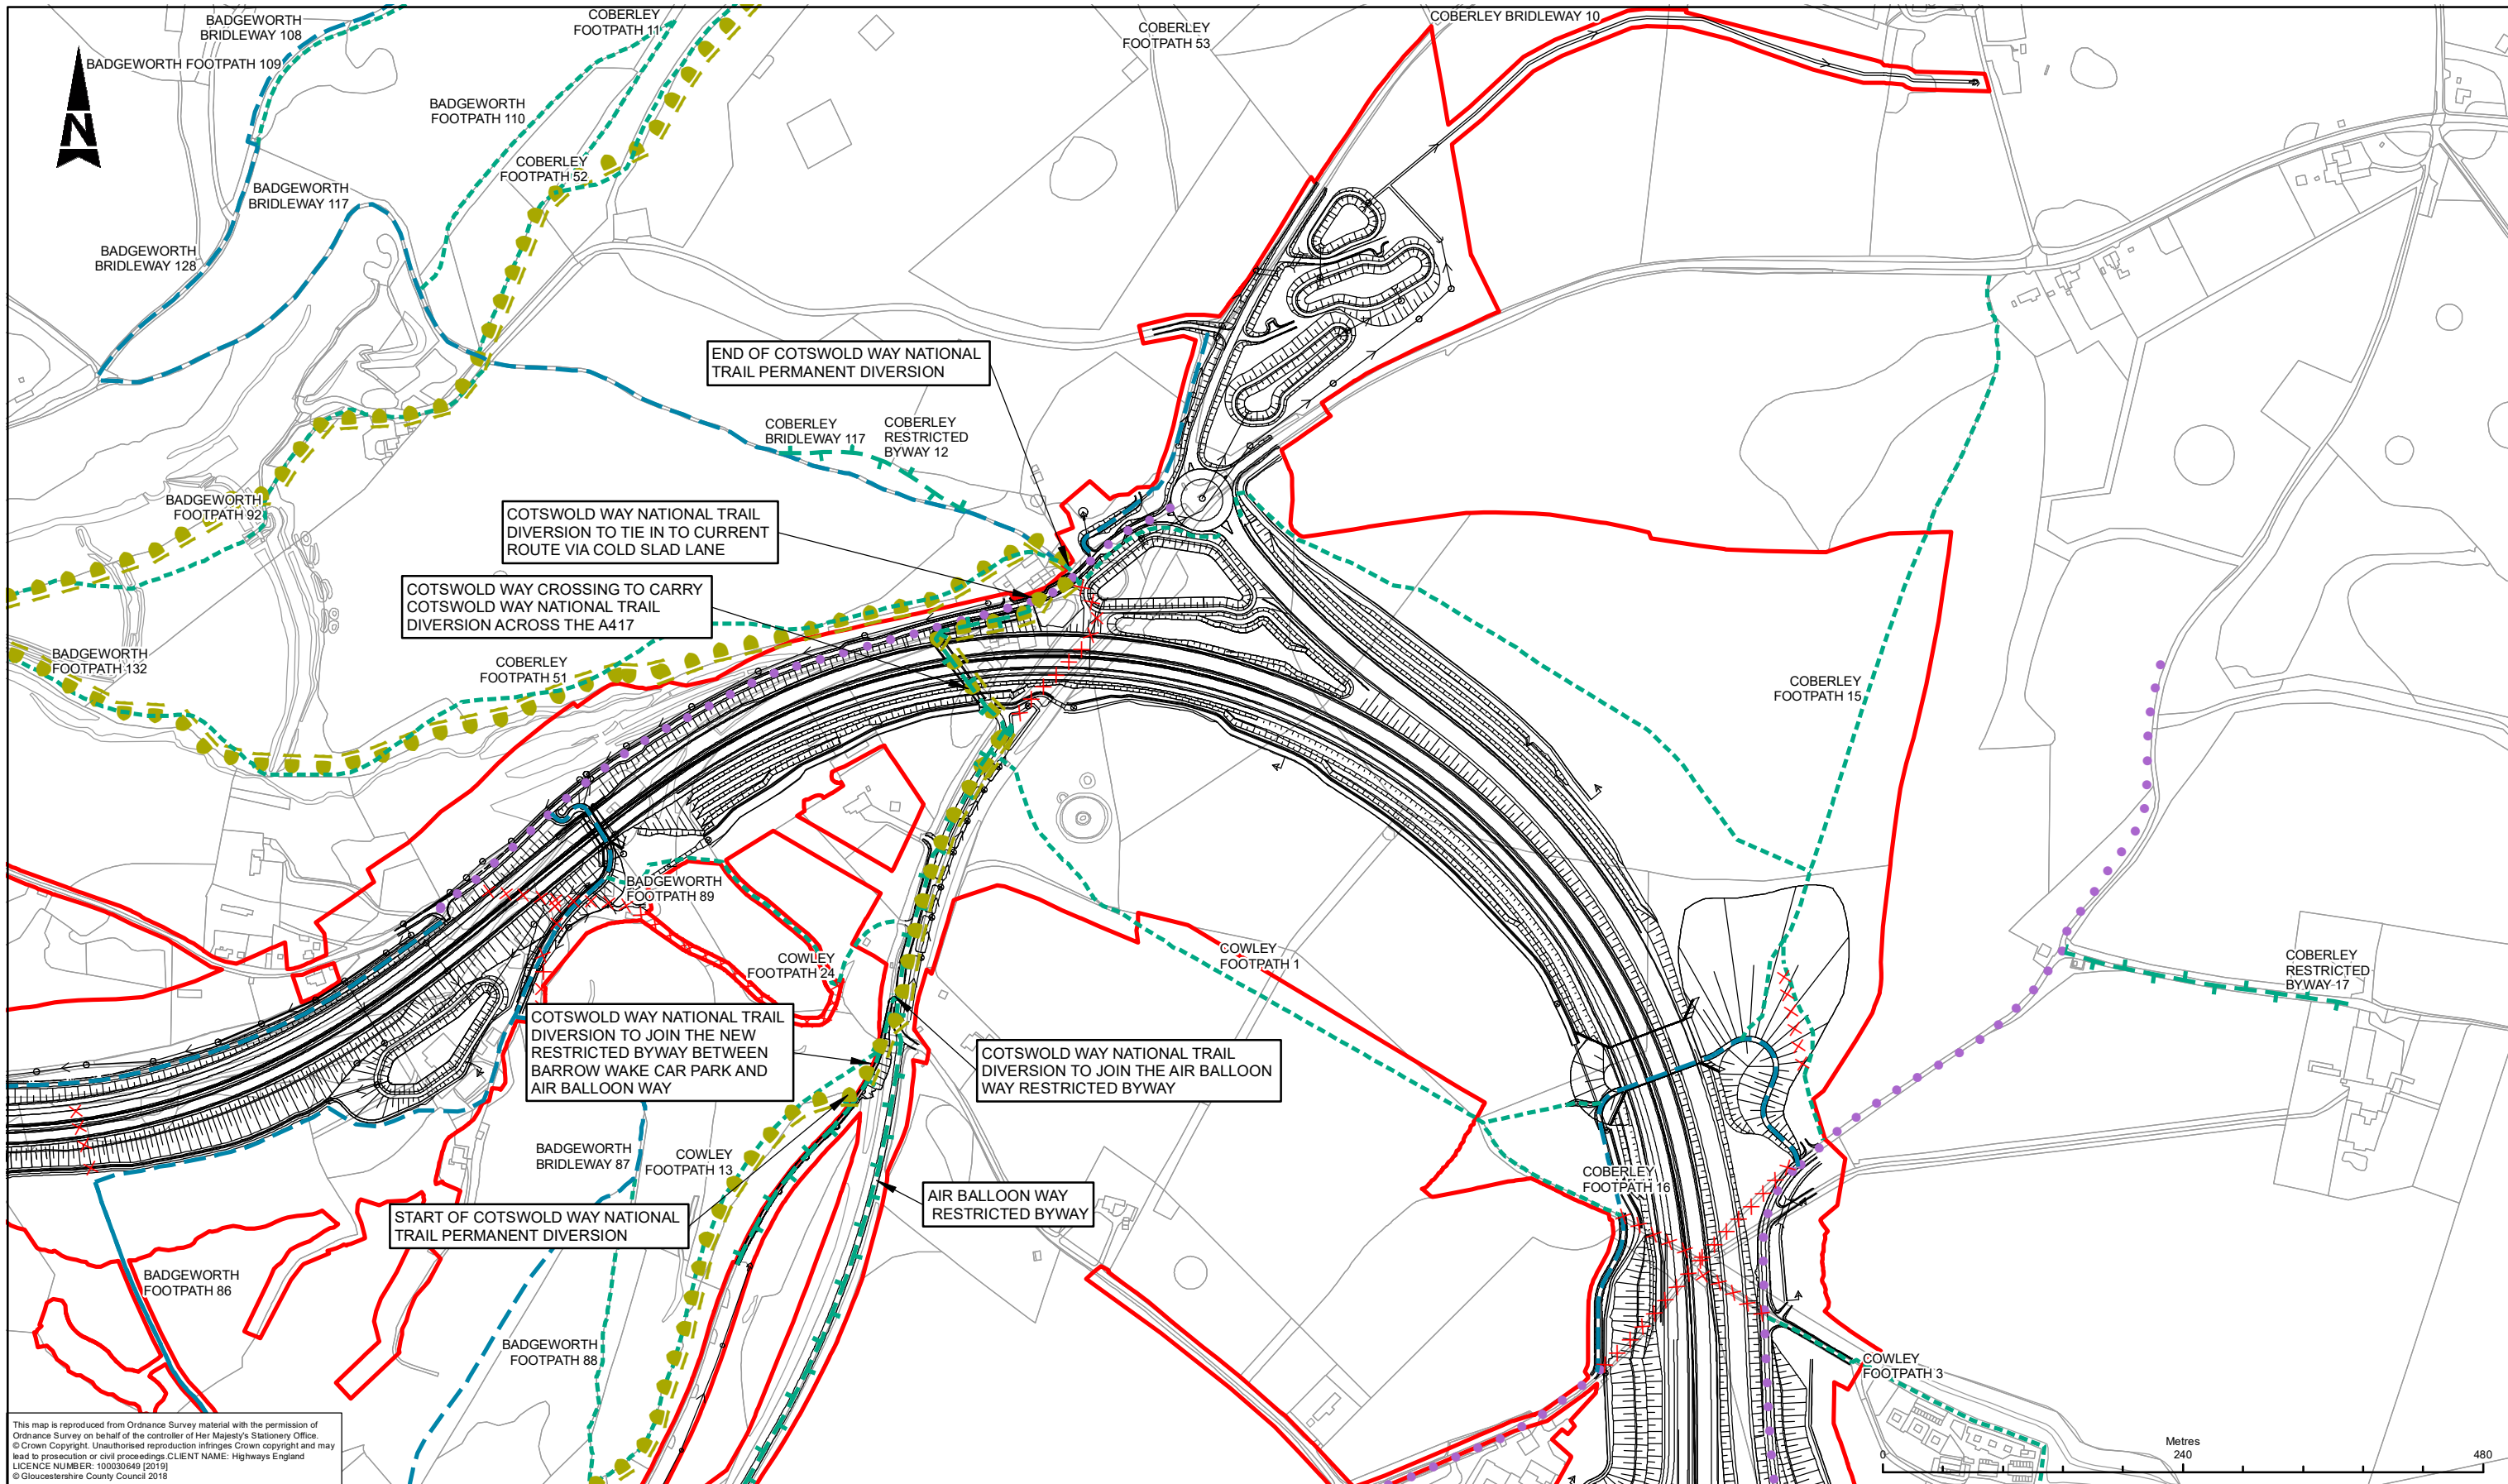 BADGEWORTH
BRIDLEWAY 108
COBERLEY
FOOTPATH 11
COBERLEY
FOOTPATH 53
COBERLEY BRIDLEWAY 10
BADGEWORTH FOOTPATH 109
N
BADGEWORTH
FOOTPATH 110
COBERLEY
FOOTPATH 52
BADGEWORTH
BRIDLEWAY 117
BADGEWORTH
BRIDLEWAY 128
END OF COTSWOLD WAY NATIONAL
TRAIL PERMANENT DIVERSION
COBERLEY
BRIDLEWAY 117
COBERLEY
RESTRICTED
BYWAY 12
BADGEWORTH
FOOTPATH 92
COTSWOLD WAY NATIONAL TRAIL
DIVERSION TO TIE IN TO CURRENT
ROUTE VIA COLD SLAD LANE
COTSWOLD WAY CROSSING TO CARRY
COTSWOLD WAY NATIONAL TRAIL
DIVERSION ACROSS THE A417
BADGEWORTH
FOOTPATH 132
COBERLEY
FOOTPATH 51
COBERLEY
FOOTPATH 15
BADGEWORTH
FOOTPATH 89
COWLEY
FOOTPATH 24
COWLEY
FOOTPATH 1
COBERLEY
RESTRICTED
BYWAY 17
COTSWOLD WAY NATIONAL TRAIL
DIVERSION TO JOIN THE NEW
RESTRICTED BYWAY BETWEEN
BARROW WAKE CAR PARK AND
AIR BALLOON WAY
COTSWOLD WAY NATIONAL TRAIL
DIVERSION TO JOIN THE AIR BALLOON
WAY RESTRICTED BYWAY
BADGEWORTH
BRIDLEWAY 87
COWLEY
FOOTPATH 13
COBERLEY
FOOTPATH 16
AIR BALLOON WAY
RESTRICTED BYWAY
START OF COTSWOLD WAY NATIONAL
TRAIL PERMANENT DIVERSION
BADGEWORTH
FOOTPATH 86
BADGEWORTH
FOOTPATH 88
COWLEY
FOOTPATH 3
This map is reproduced from Ordnance Survey material with the permission of
Ordnance Survey on behalf of the controller of Her Majesty's Stationery Office.
© Crown Copyright. Unauthorised reproduction infringes Crown copyright and may
lead to prosecution or civil proceedings.CLIENT NAME: Highways England
LICENCE NUMBER: 100030649 [2019]
© Gloucestershire County Council 2018
Metres
0 240 480